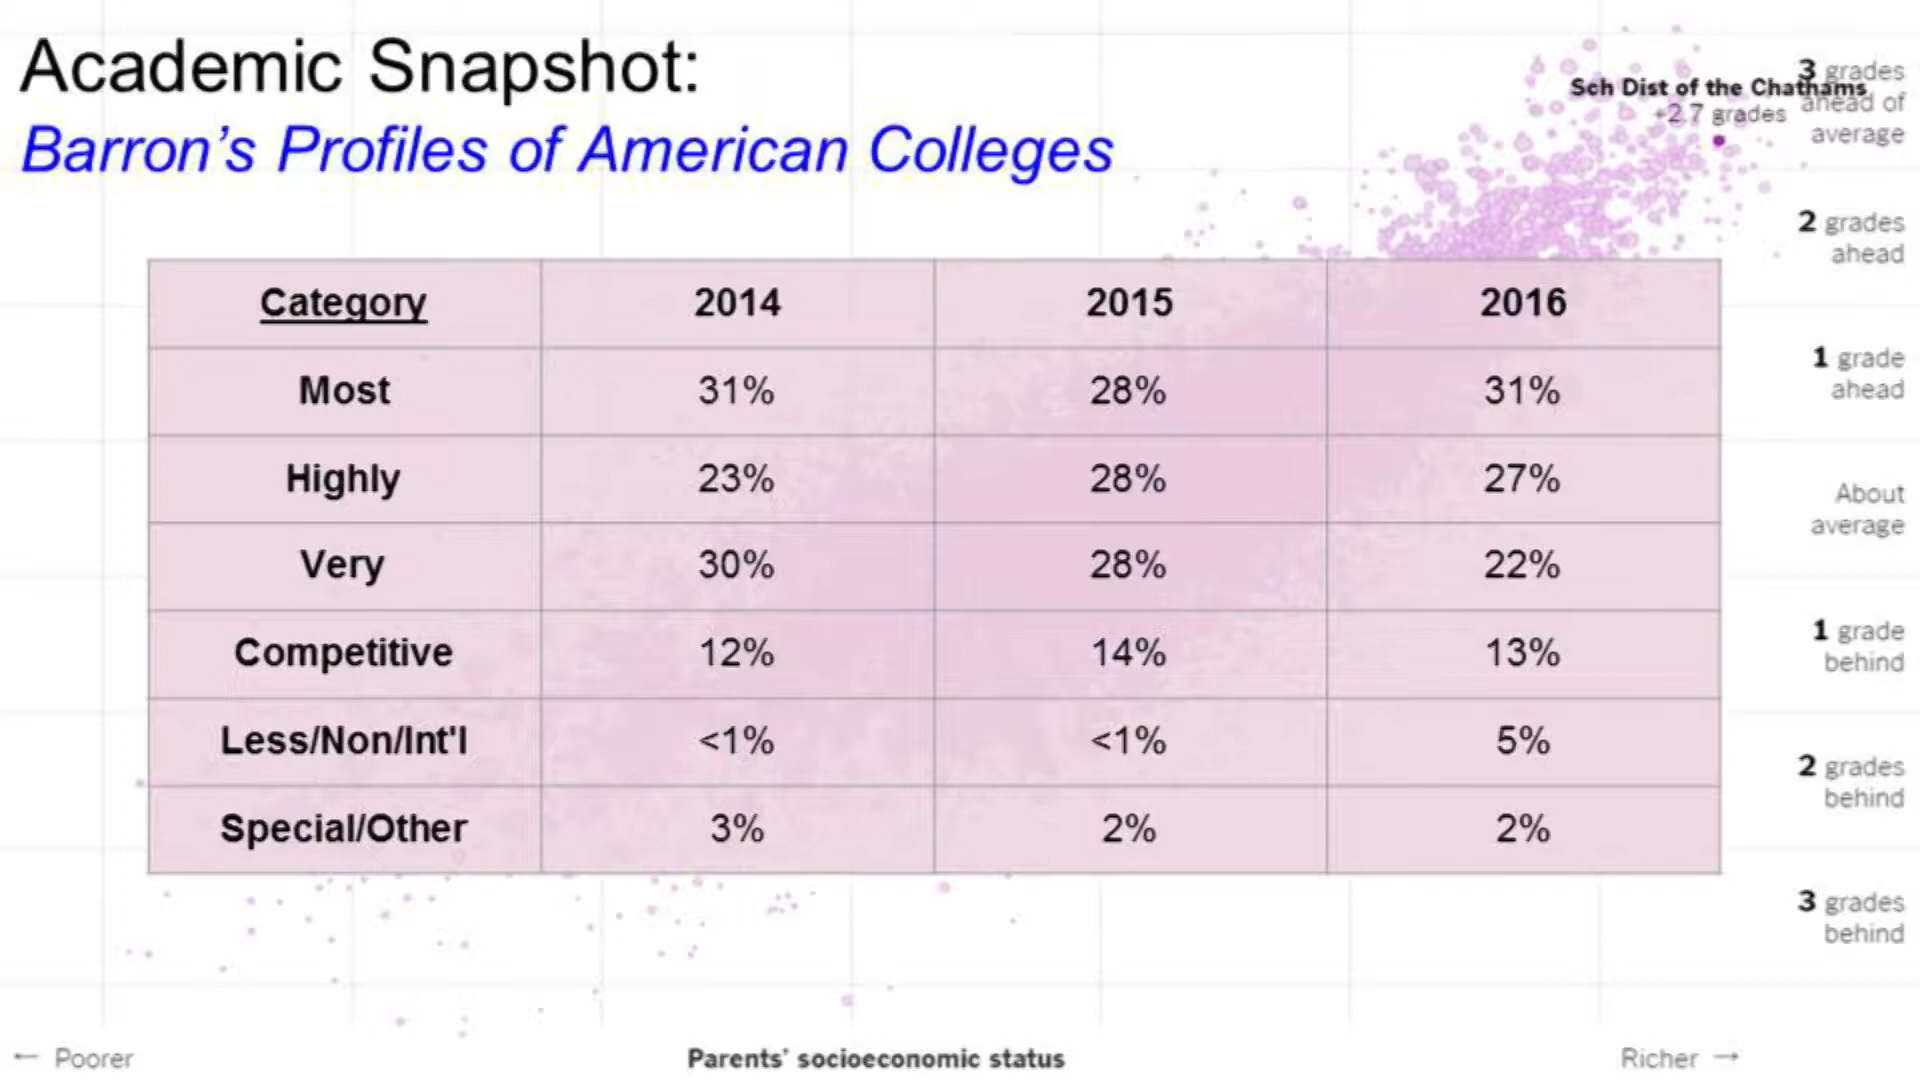 Academic Snapshot:
Barron's Profiles of American Colleges
Sch Dist of the Chathams
+2.7 grades
3 grades
ahead of
average
2 grades
ahead
1 grade
ahead
About
average
1 grade
behind
2 grades
behind
3 grades
behind
Category 2014 2015 2016
Most 31% 28% 31%
Highly 23% 28% 27%
Very 30% 28% 22%
Competitive 12% 14% 13%
Less/Non/Int'l <1% <1% 5%
Special/Other 3% 2% 2%
← Poorer Parents' socioeconomic status Richer →